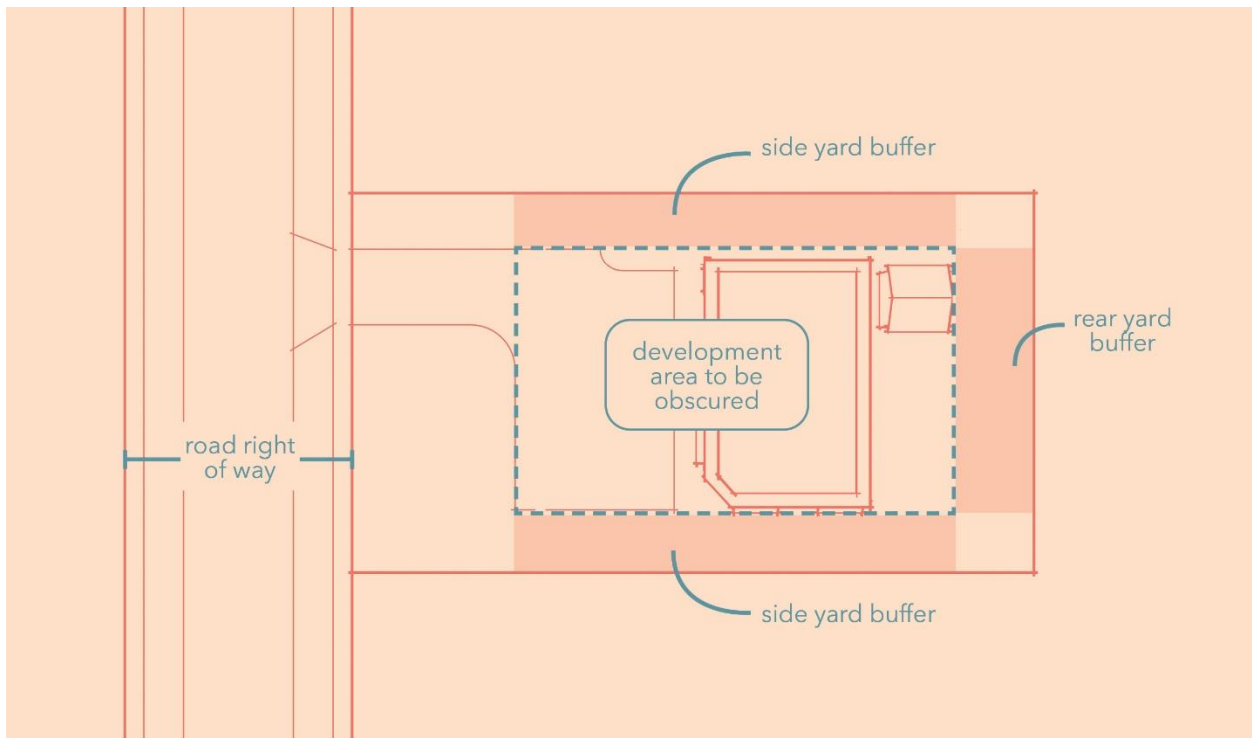 side yard buffer
rear yard
buffer
development
area to be
obscured
road right
of way
side yard buffer